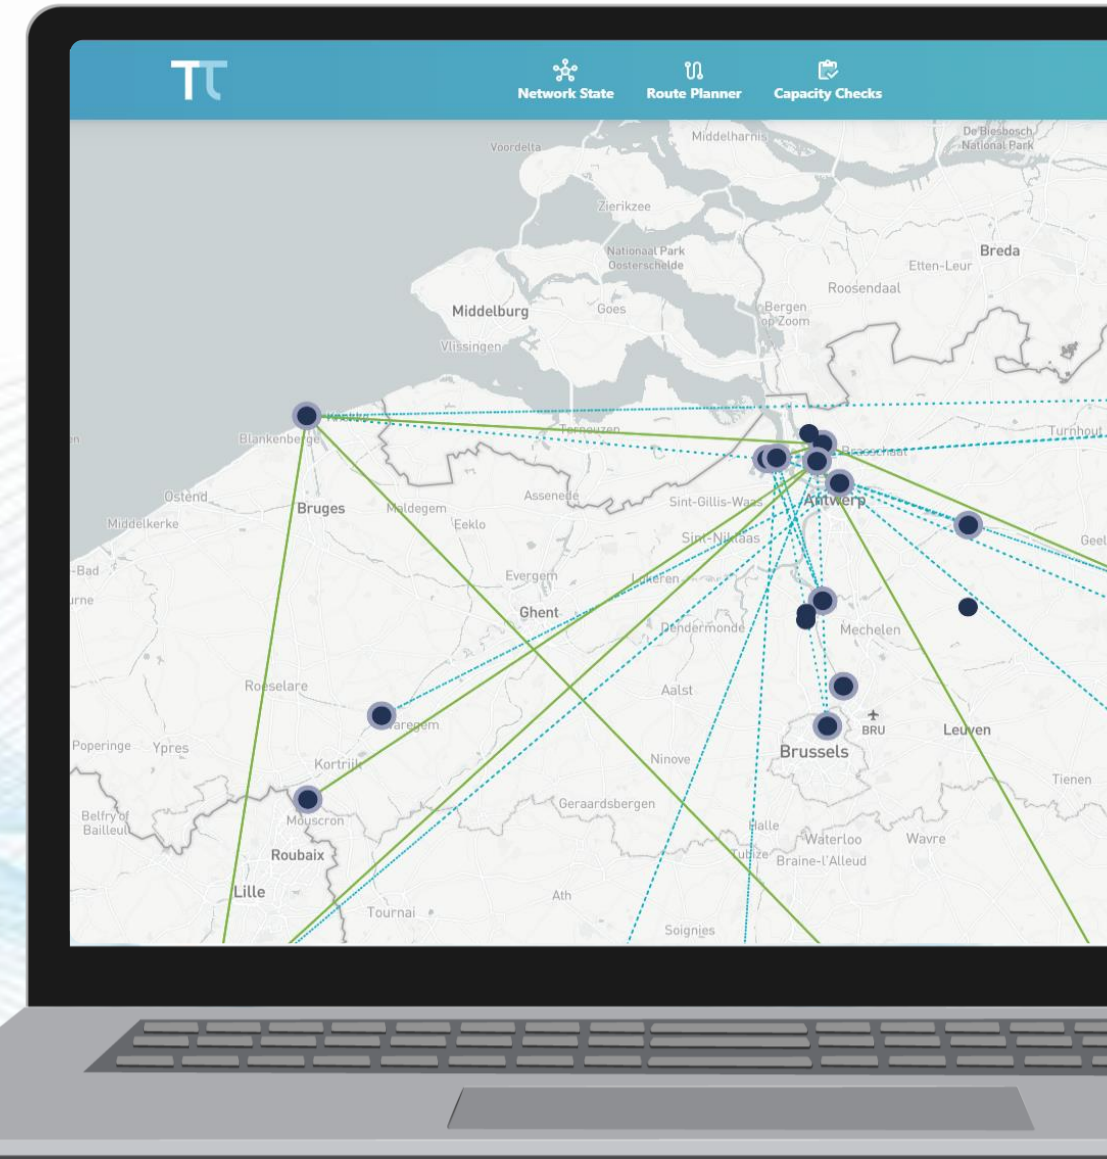 TT
Network State
Route Planner
Capacity Checks
Voordelta
Middelharnis
De Biesbosch
National Park
Zierikzee
Nationaal Park
Oosterschelde
Breda
Etten-Leur
Roosendaal
Middelburg
Goes
Bergen
op Zoom
Vlissingen
Terneuzen
Turnhout
Blankenberge
Brasschaat
Ostend
Bruges
Maldegem
Assenede
Sint-Gillis-Waas
Antwerp
Middelkerke
Eeklo
Sint-Niklaas
Geel
-Bad
Evergem
Lokeren
urne
Ghent
Dendermonde
Mechelen
Roeselare
Aalst
Waregem
BRU
Leuven
Poperinge
Ypres
Kortrijk
Ninove
Brussels
Tienen
Belfry of
Bailleul
Mouscron
Geraardsbergen
Halle
Waterloo
Wavre
Roubaix
Tubize
Braine-l'Alleud
Lille
Ath
Tournai
Soignies